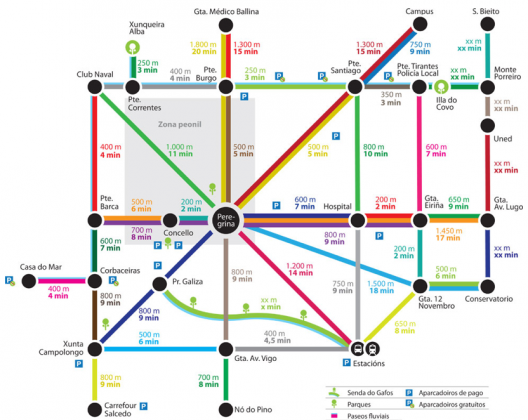 Xunqueira
Alba
Gta. Médico Ballina
Campus
S. Bieito
250 m
3 min
1.800 m
20 min
1.300 m
15 min
1.300 m
15 min
750 m
9 min
xx m
xx min
Club Naval
400 m
4 min
Pte.
Burgo
250 m
3 min
Pte.
Santiago
Pte. Tirantes
Policía Local
xx m
xx min
Monte
Porreiro
Pte.
Correntes
350 m
3 min
Illa do
Covo
xx m
xx min
Zona peonil
400 m
4 min
1.000 m
11 min
500 m
5 min
500 m
5 min
800 m
10 min
600 m
7 min
Uned
xx m
xx min
Pte.
Barca
500 m
6 min
200 m
2 min
Pere-
grina
600 m
7 min
Hospital
200 m
2 min
Gta.
Eiriña
650 m
9 min
Gta.
Av. Lugo
700 m
8 min
Concello
800 m
9 min
1.450 m
17 min
600 m
7 min
200 m
2 min
xx m
xx min
Casa do Mar
Corbaceiras
400 m
4 min
Pr. Galiza
800 m
9 min
1.200 m
14 min
750 m
9 min
1.500 m
18 min
500 m
6 min
Gta. 12
Novembro
Conservatorio
800 m
9 min
800 m
9 min
xx m
x min
Xunta
Campolongo
500 m
6 min
400 m
4,5 min
650 m
8 min
Gta. Av. Vigo
Estacións
800 m
9 min
700 m
8 min
Carrefour
Salcedo
Nó do Pino
Senda do Gafos
Aparcadoiros de pago
Parques
Aparcadoiros gratuitos
Paseos fluviais